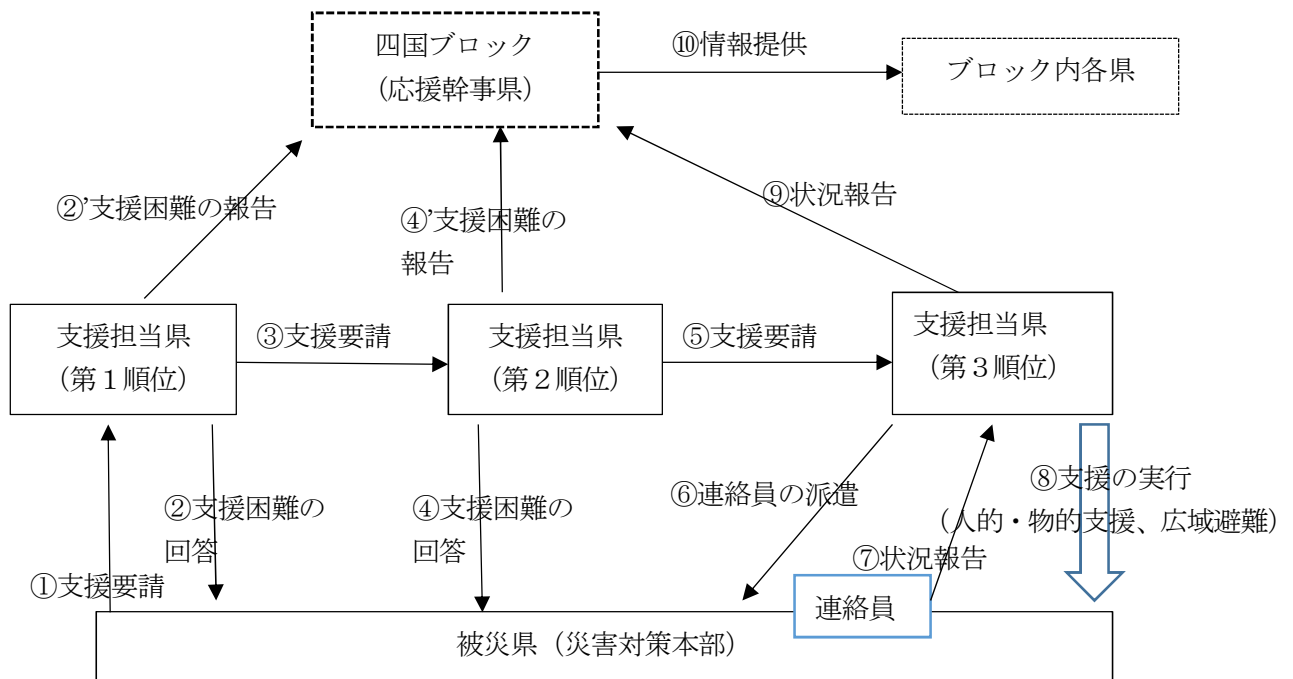 四国ブロック
(応援幹事県)
⑩情報提供
ブロック内各県
②’支援困難の報告
④’支援困難の
報告
⑨状況報告
支援担当県
(第１順位)
③支援要請
支援担当県
(第２順位)
⑤支援要請
支援担当県
(第３順位)
①支援要請
②支援困難の
回答
④支援困難の
回答
⑥連絡員の派遣
⑦状況報告
⑧支援の実行
(人的・物的支援、広域避難)
連絡員
被災県（災害対策本部）